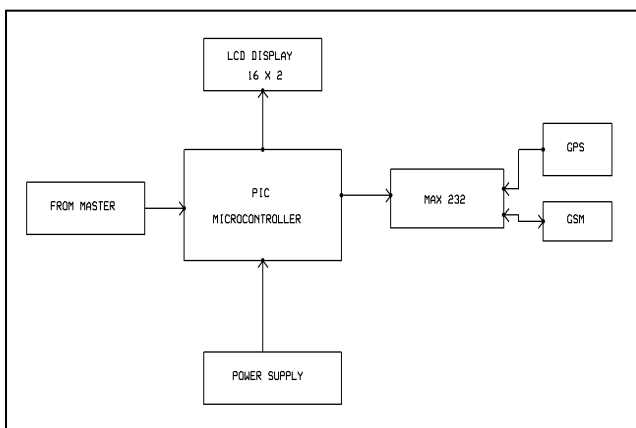 LCD DISPLAY
16 X 2
PIC
MICROCONTROLLER
FROM MASTER
MAX 232
GPS
GSM
POWER SUPPLY